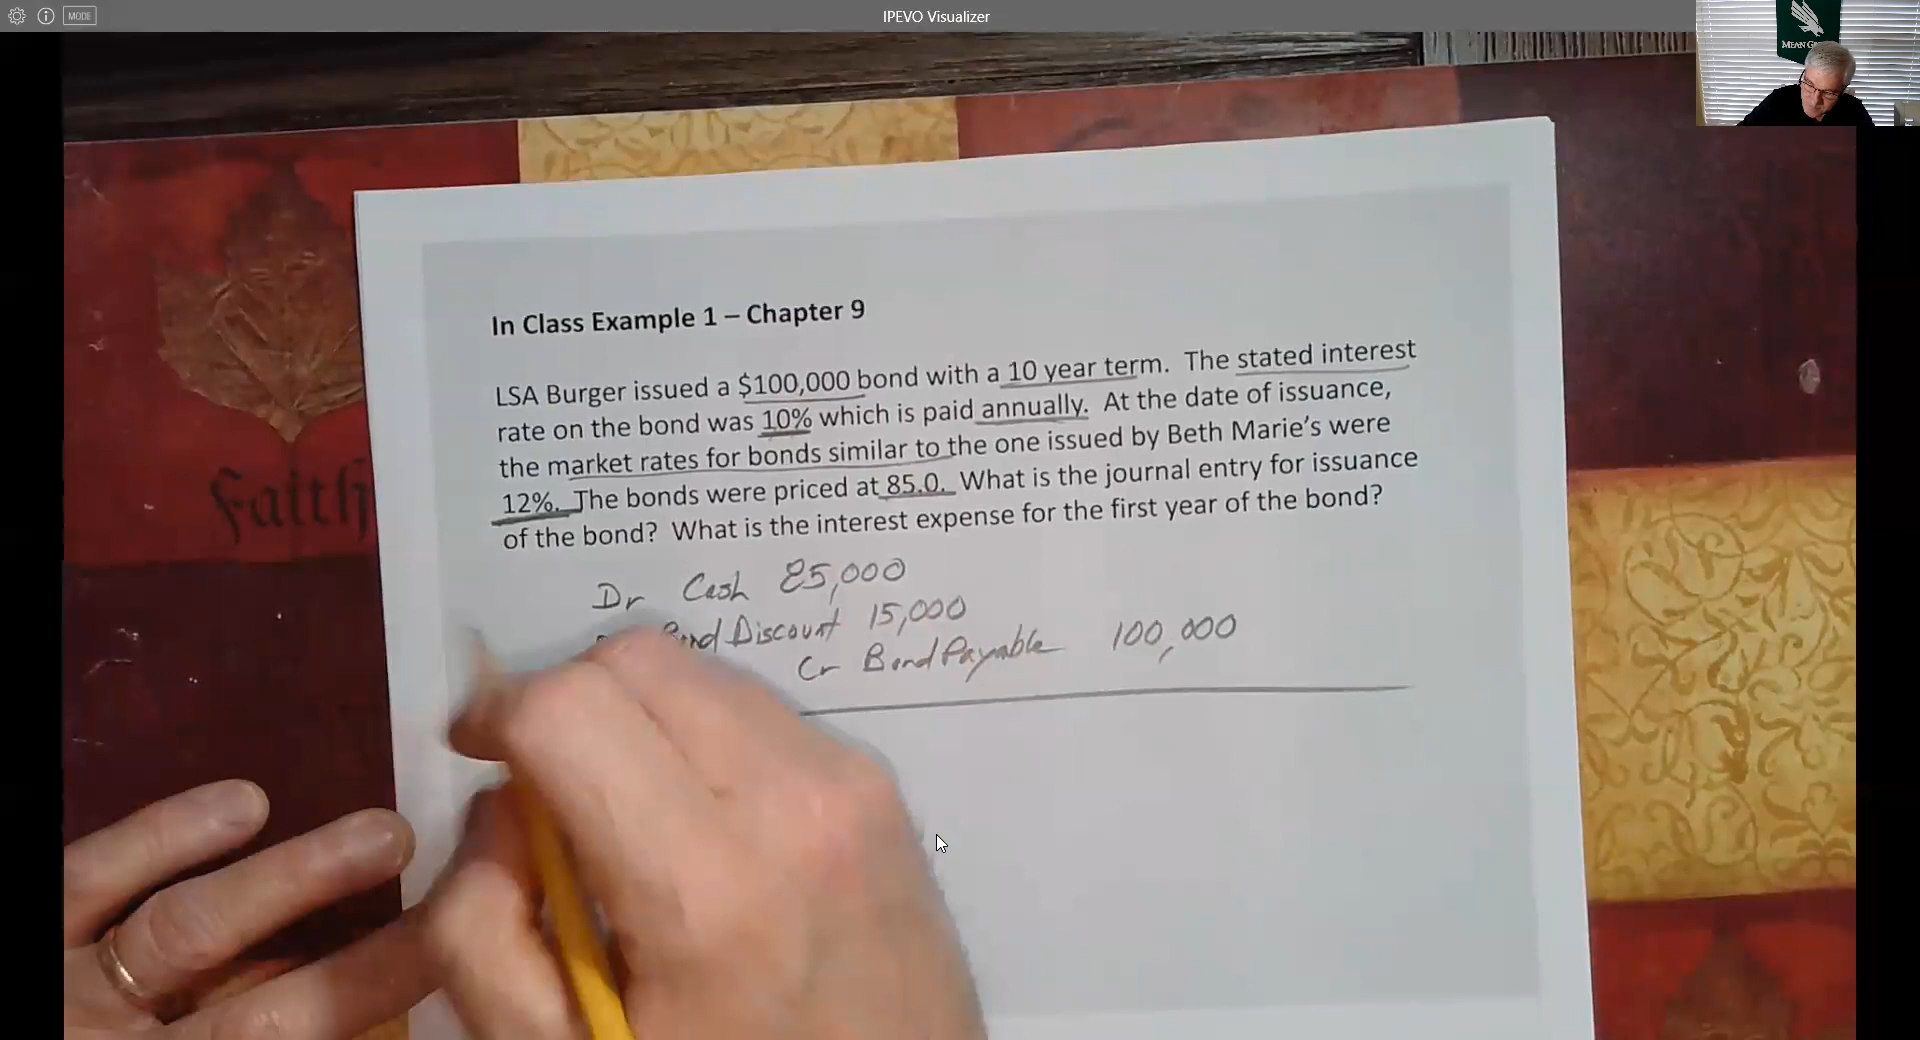 MODE
IPEVO Visualizer
MEAN
Faith
In Class Example 1 – Chapter 9
LSA Burger issued a $100,000 bond with a 10 year term. The stated interest
rate on the bond was 10% which is paid annually. At the date of issuance,
the market rates for bonds similar to the one issued by Beth Marie's were
12%. The bonds were priced at 85.0. What is the journal entry for issuance
of the bond? What is the interest expense for the first year of the bond?
Dr Cash 85,000
Bond Discount 15,000
Cr Bond Payable 100,000